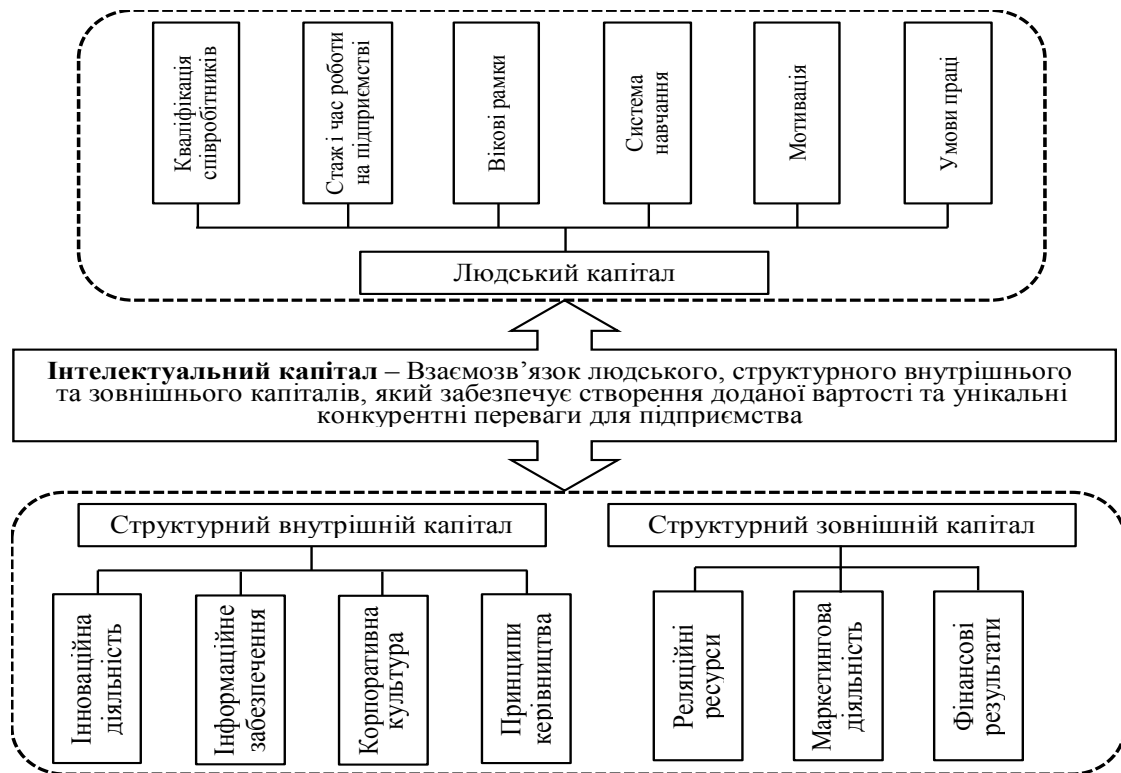 Кваліфікація
співробітників
Стаж і час роботи
на підприємстві
Вікові рамки
Система
навчання
Мотивація
Умови праці
Людський капітал
Інтелектуальний капітал – Взаємозв’язок людського, структурного внутрішнього
та зовнішнього капіталів, який забезпечує створення доданої вартості та унікальні
конкурентні переваги для підприємства
Структурний внутрішній капітал
Структурний зовнішній капітал
Інноваційна
діяльність
Інформаційне
забезпечення
Корпоративна
культура
Принципи
керівництва
Реляційні
ресурси
Маркетингова
діяльність
Фінансові
результати